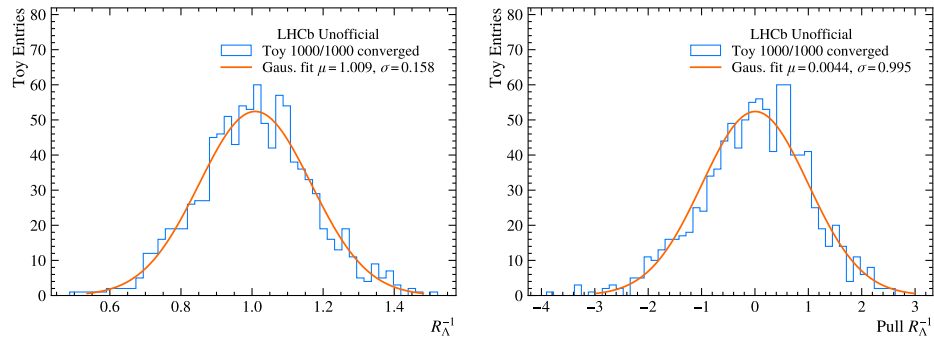 Toy Entries
80
70
60
50
40
30
20
10
0
LHCb Unofficial
Toy 1000/1000 converged
Gaus. fit μ=1.009, σ=0.158
0.6 0.8 1.0 1.2 1.4
R_Λ^{-1}
Toy Entries
80
70
60
50
40
30
20
10
0
LHCb Unofficial
Toy 1000/1000 converged
Gaus. fit μ=0.0044, σ=0.995
−4 −3 −2 −1 0 1 2 3
Pull R_Λ^{-1}